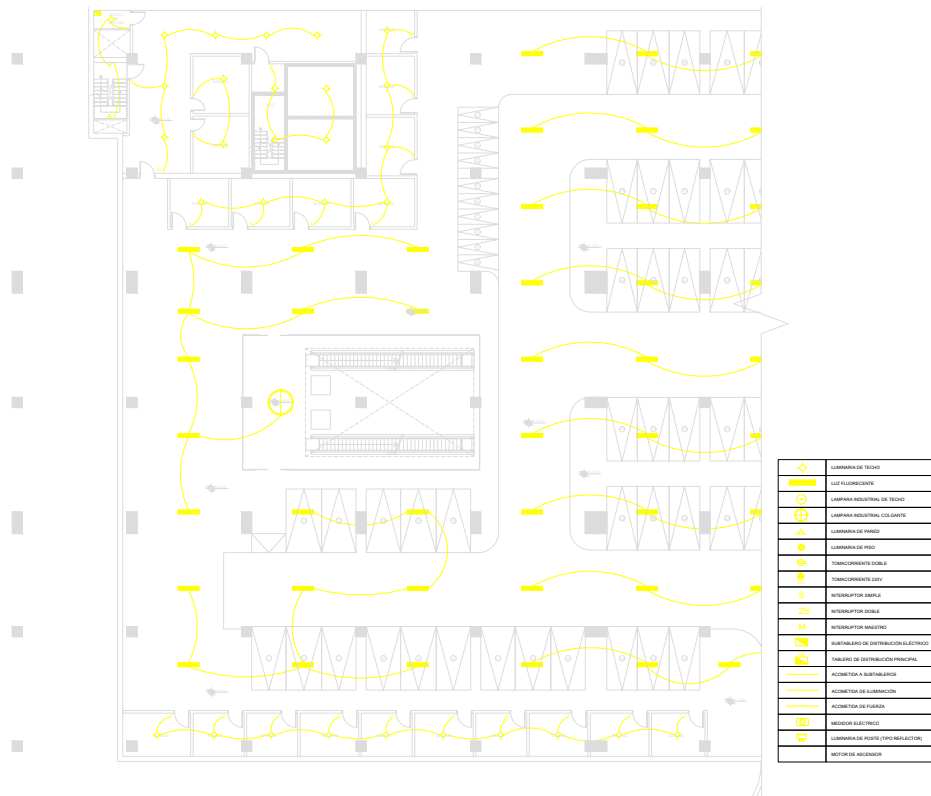 LUMINARIA DE TECHO
LUZ FLUORECENTE
LAMPARA INDUSTRIAL DE TECHO
LAMPARA INDUSTRIAL COLGANTE
LUMINARIA DE PARED
LUMINARIA DE PISO
TOMACORRIENTE DOBLE
TOMACORRIENTE 220V
S INTERRUPTOR SIMPLE
2S INTERRUPTOR DOBLE
M INTERRUPTOR MAESTRO
SUBTABLERO DE DISTRIBUCIÓN ELÉCTRICO
TABLERO DE DISTRIBUCIÓN PRINCIPAL
ACOMETIDA A SUBTABLEROS
ACOMETIDA DE ILUMINACIÓN
ACOMETIDA DE FUERZA
MEDIDOR ELÉCTRICO
LUMINARIA DE POSTE (TIPO REFLECTOR)
MOTOR DE ASCENSOR